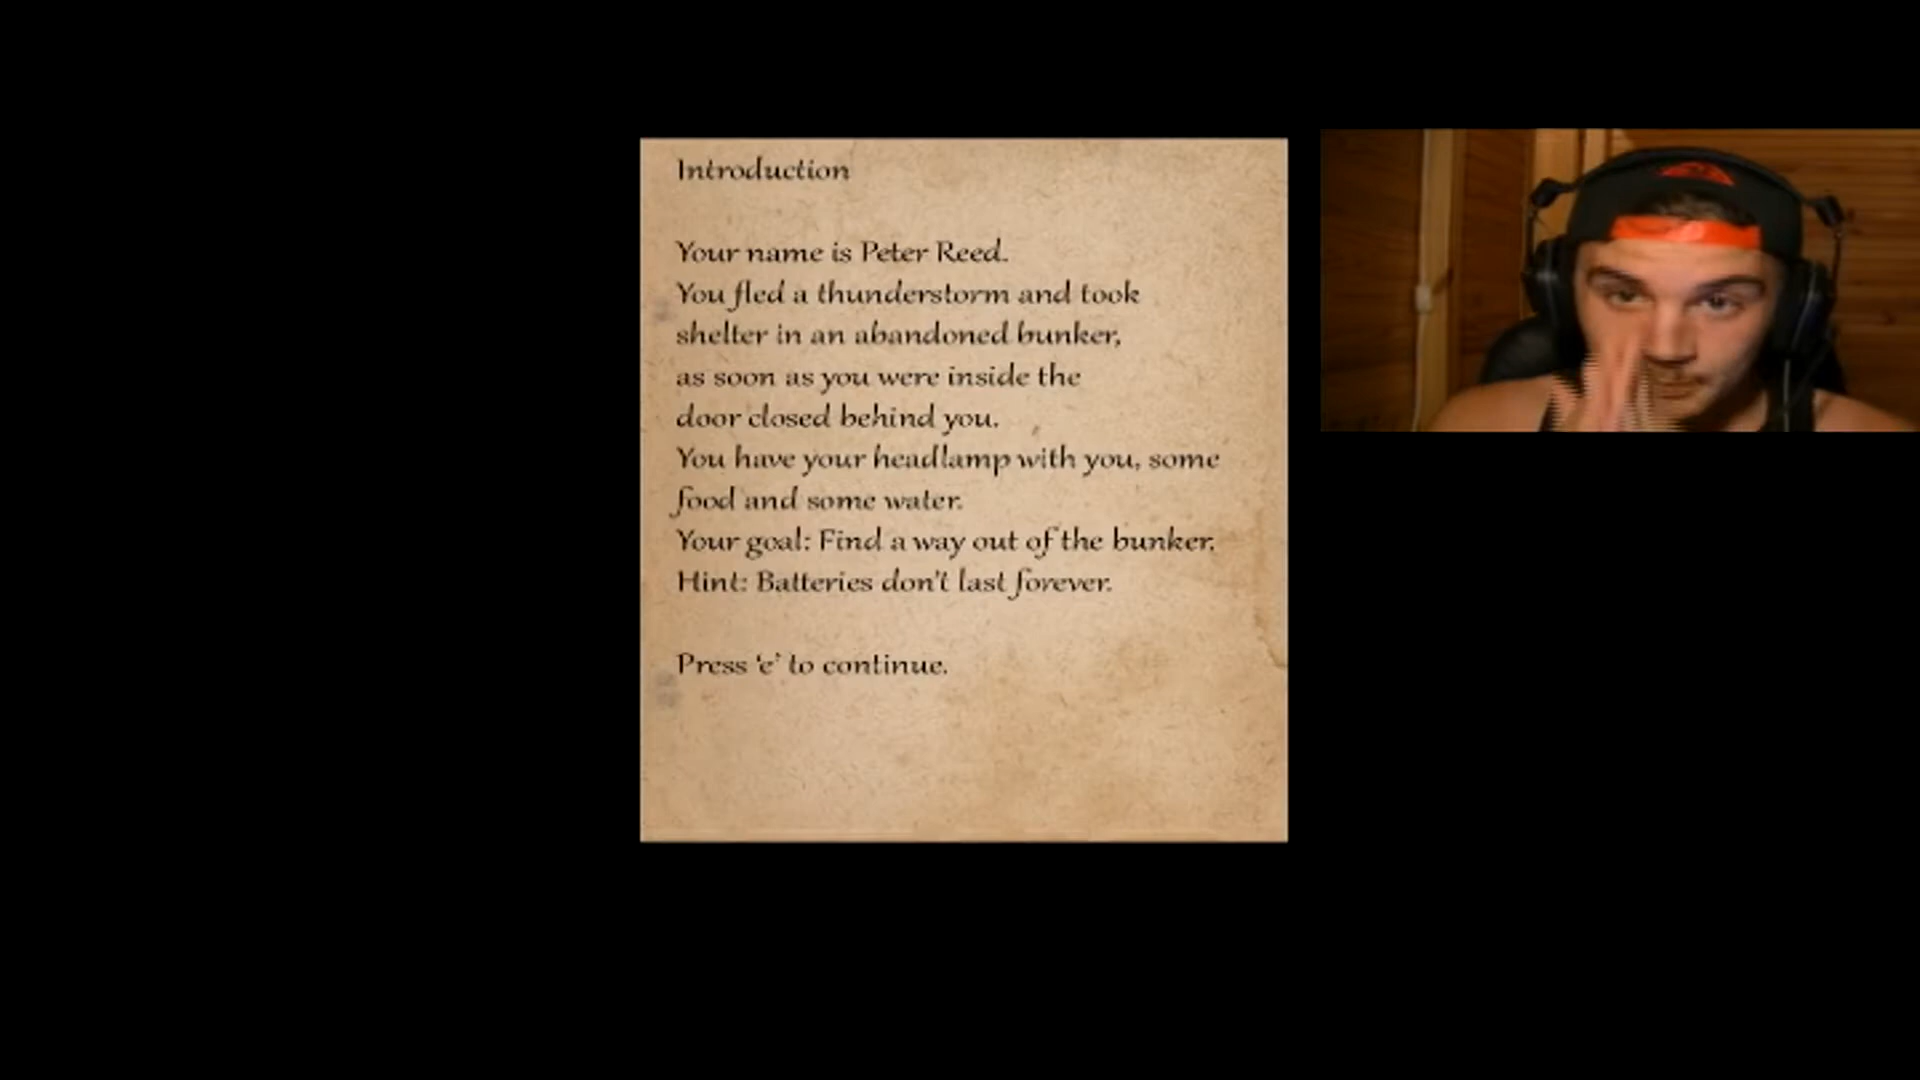 Introduction
Your name is Peter Reed.
You fled a thunderstorm and took
shelter in an abandoned bunker,
as soon as you were inside the
door closed behind you.
You have your headlamp with you, some
food and some water.
Your goal: Find a way out of the bunker.
Hint: Batteries don't last forever.
Press ‘e’ to continue.